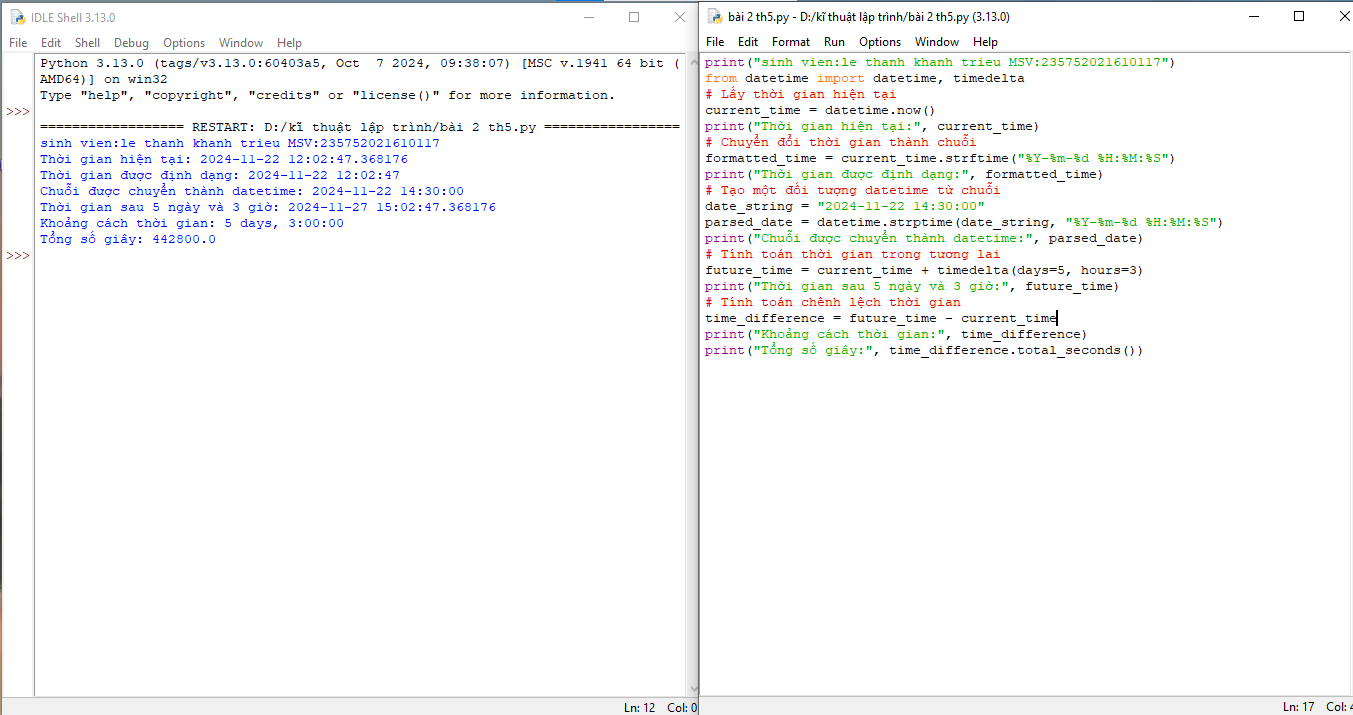 IDLE Shell 3.13.0
File Edit Shell Debug Options Window Help
Python 3.13.0 (tags/v3.13.0:60403a5, Oct  7 2024, 09:38:07) [MSC v.1941 64 bit (
AMD64)] on win32
Type "help", "copyright", "credits" or "license()" for more information.
>>>
================== RESTART: D:/kĩ thuật lập trình/bài 2 th5.py =================
sinh vien:le thanh khanh trieu MSV:235752021610117
Thời gian hiện tại: 2024-11-22 12:02:47.368176
Thời gian được định dạng: 2024-11-22 12:02:47
Chuỗi được chuyển thành datetime: 2024-11-22 14:30:00
Thời gian sau 5 ngày và 3 giờ: 2024-11-27 15:02:47.368176
Khoảng cách thời gian: 5 days, 3:00:00
Tổng số giây: 442800.0
>>>
Ln: 12 Col: 0
bài 2 th5.py - D:/kĩ thuật lập trình/bài 2 th5.py (3.13.0)
File Edit Format Run Options Window Help
print("sinh vien:le thanh khanh trieu MSV:235752021610117")
from datetime import datetime, timedelta
# Lấy thời gian hiện tại
current_time = datetime.now()
print("Thời gian hiện tại:", current_time)
# Chuyển đổi thời gian thành chuỗi
formatted_time = current_time.strftime("%Y-%m-%d %H:%M:%S")
print("Thời gian được định dạng:", formatted_time)
# Tạo một đối tượng datetime từ chuỗi
date_string = "2024-11-22 14:30:00"
parsed_date = datetime.strptime(date_string, "%Y-%m-%d %H:%M:%S")
print("Chuỗi được chuyển thành datetime:", parsed_date)
# Tính toán thời gian trong tương lai
future_time = current_time + timedelta(days=5, hours=3)
print("Thời gian sau 5 ngày và 3 giờ:", future_time)
# Tính toán chênh lệch thời gian
time_difference = future_time - current_time
print("Khoảng cách thời gian:", time_difference)
print("Tổng số giây:", time_difference.total_seconds())
Ln: 17 Col: